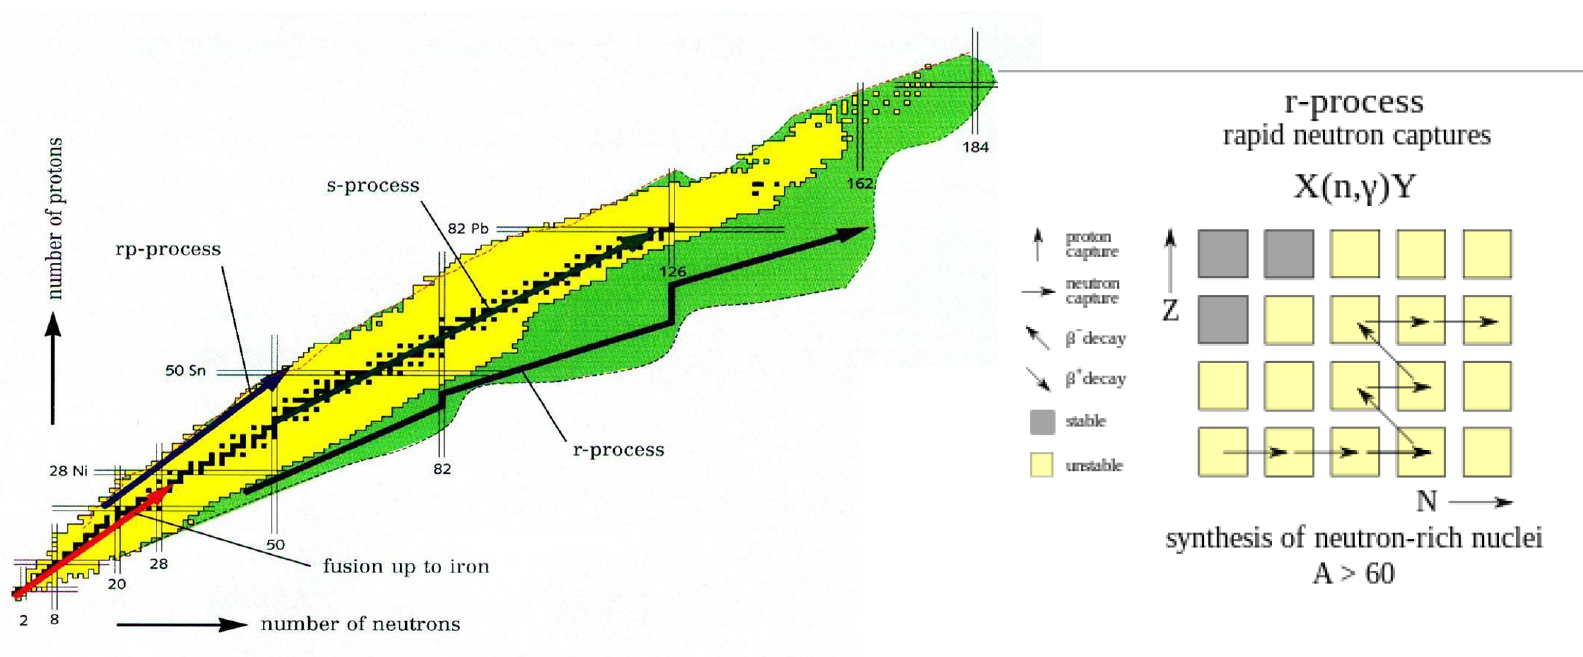 number of protons
rp-process
s-process
82 Pb
50 Sn
28 Ni
126
162
184
r-process
82
50
28
20
8
2
fusion up to iron
number of neutrons
r-process
rapid neutron captures
X(n,γ)Y
proton
capture
neutron
capture
β⁻decay
β⁺decay
stable
unstable
Z
N
synthesis of neutron-rich nuclei
A > 60